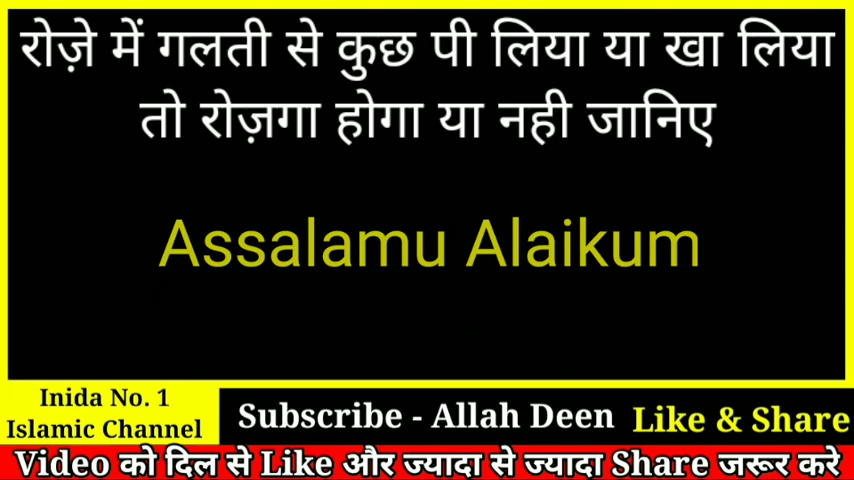 रोज़े में गलती से कुछ पी लिया या खा लिया
तो रोज़गा होगा या नही जानिए
Assalamu Alaikum
Inida No. 1
Islamic Channel
Subscribe - Allah Deen
Like & Share
Video को दिल से Like और ज्यादा से ज्यादा Share जरूर करे